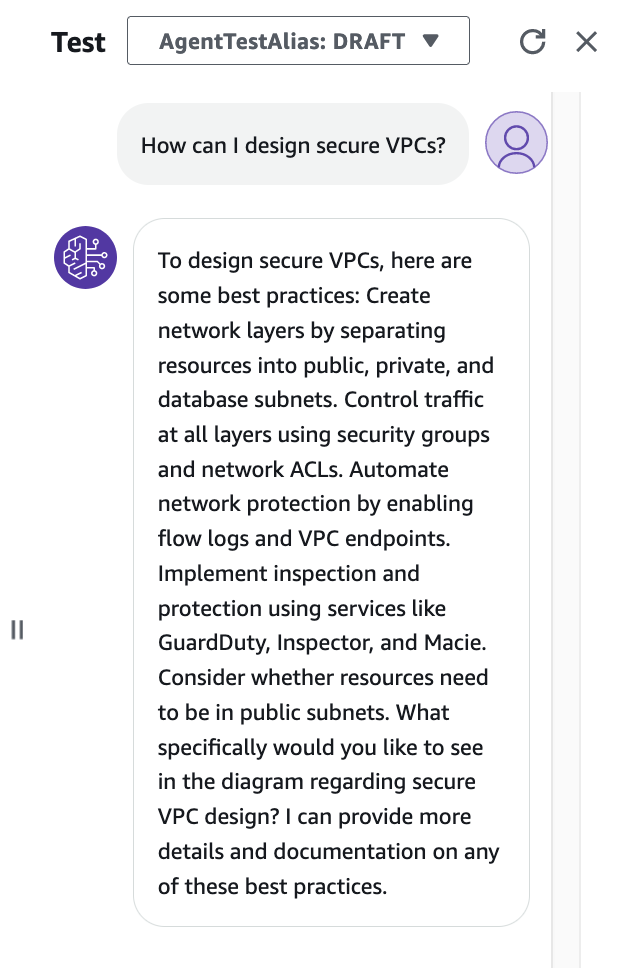 Test
AgentTestAlias: DRAFT
How can I design secure VPCs?
To design secure VPCs, here are
some best practices: Create
network layers by separating
resources into public, private, and
database subnets. Control traffic
at all layers using security groups
and network ACLs. Automate
network protection by enabling
flow logs and VPC endpoints.
Implement inspection and
protection using services like
GuardDuty, Inspector, and Macie.
Consider whether resources need
to be in public subnets. What
specifically would you like to see
in the diagram regarding secure
VPC design? I can provide more
details and documentation on any
of these best practices.